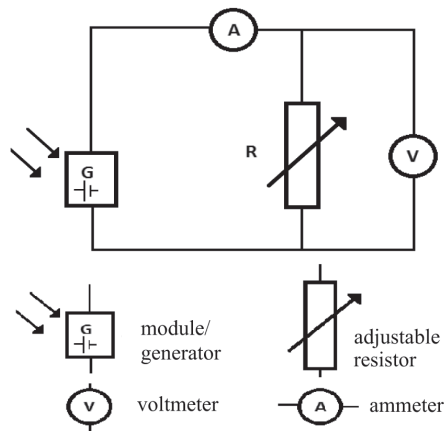 A
G
R
V
G
module/
generator
adjustable
resistor
V
voltmeter
A
ammeter